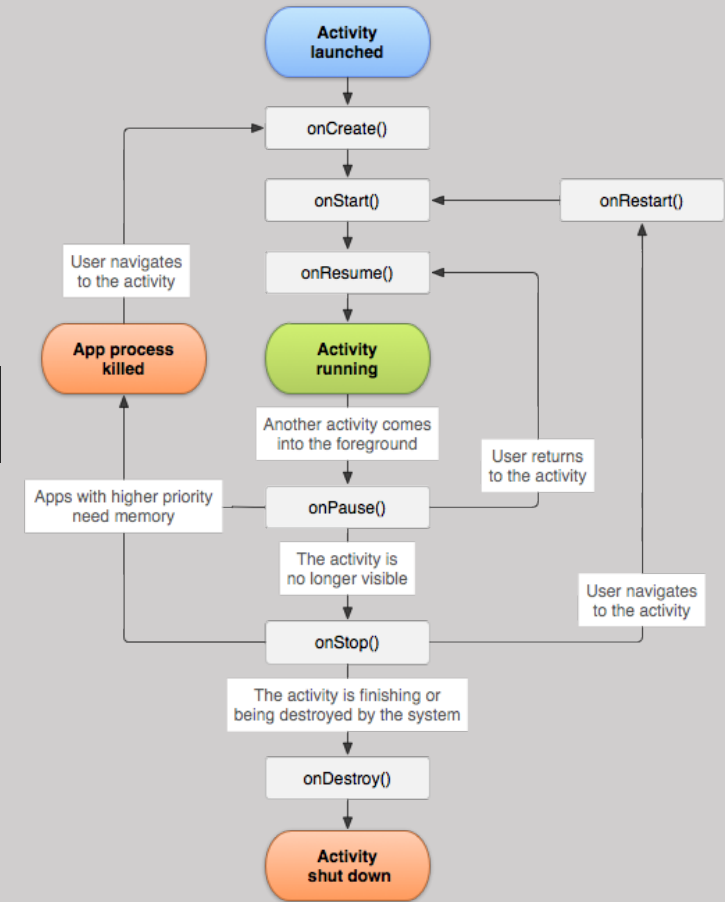 Activity
launched
onCreate()
onStart()
onRestart()
User navigates
to the activity
onResume()
App process
killed
Activity
running
Another activity comes
into the foreground
User returns
to the activity
Apps with higher priority
need memory
onPause()
The activity is
no longer visible
User navigates
to the activity
onStop()
The activity is finishing or
being destroyed by the system
onDestroy()
Activity
shut down